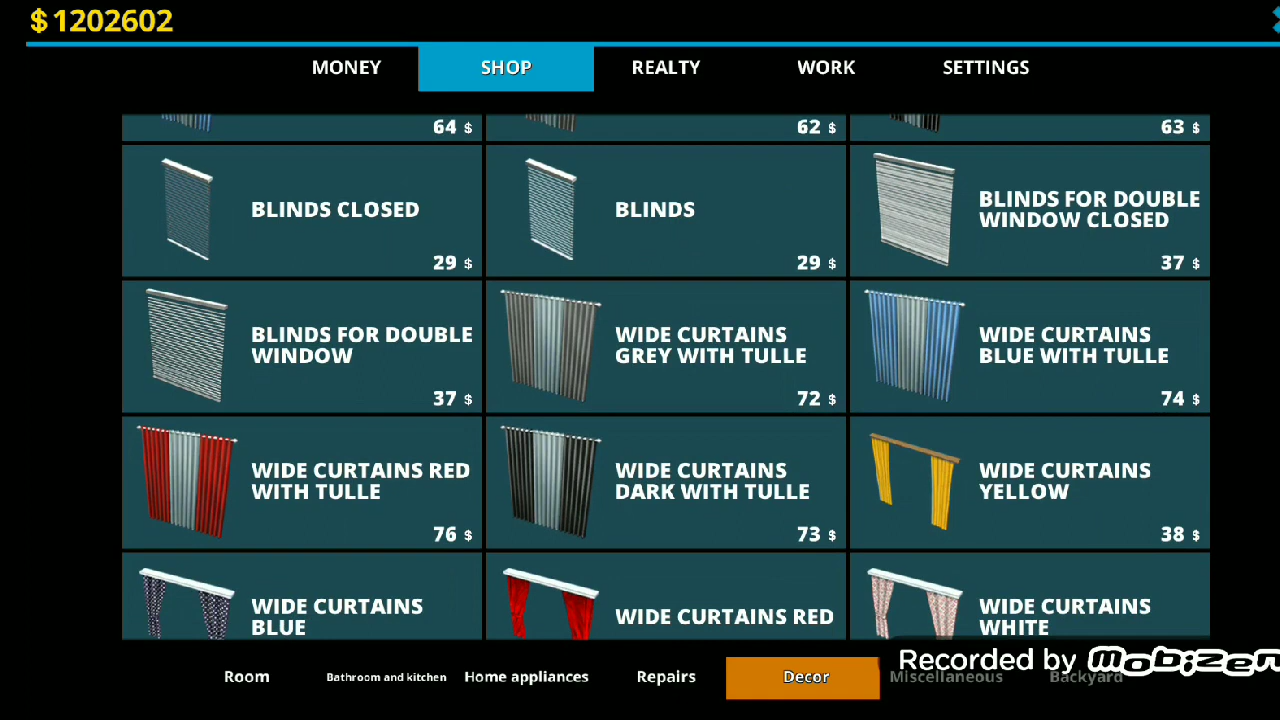 $ 1202602
MONEY SHOP REALTY WORK SETTINGS
64 $ 62 $ 63 $
BLINDS CLOSED
29 $
BLINDS
29 $
BLINDS FOR DOUBLE
WINDOW CLOSED
37 $
BLINDS FOR DOUBLE
WINDOW
37 $
WIDE CURTAINS
GREY WITH TULLE
72 $
WIDE CURTAINS
BLUE WITH TULLE
74 $
WIDE CURTAINS RED
WITH TULLE
76 $
WIDE CURTAINS
DARK WITH TULLE
73 $
WIDE CURTAINS
YELLOW
38 $
WIDE CURTAINS
BLUE
WIDE CURTAINS RED
WIDE CURTAINS
WHITE
Recorded by Mobizen
Room Bathroom and kitchen Home appliances Repairs Decor Miscellaneous Backyard